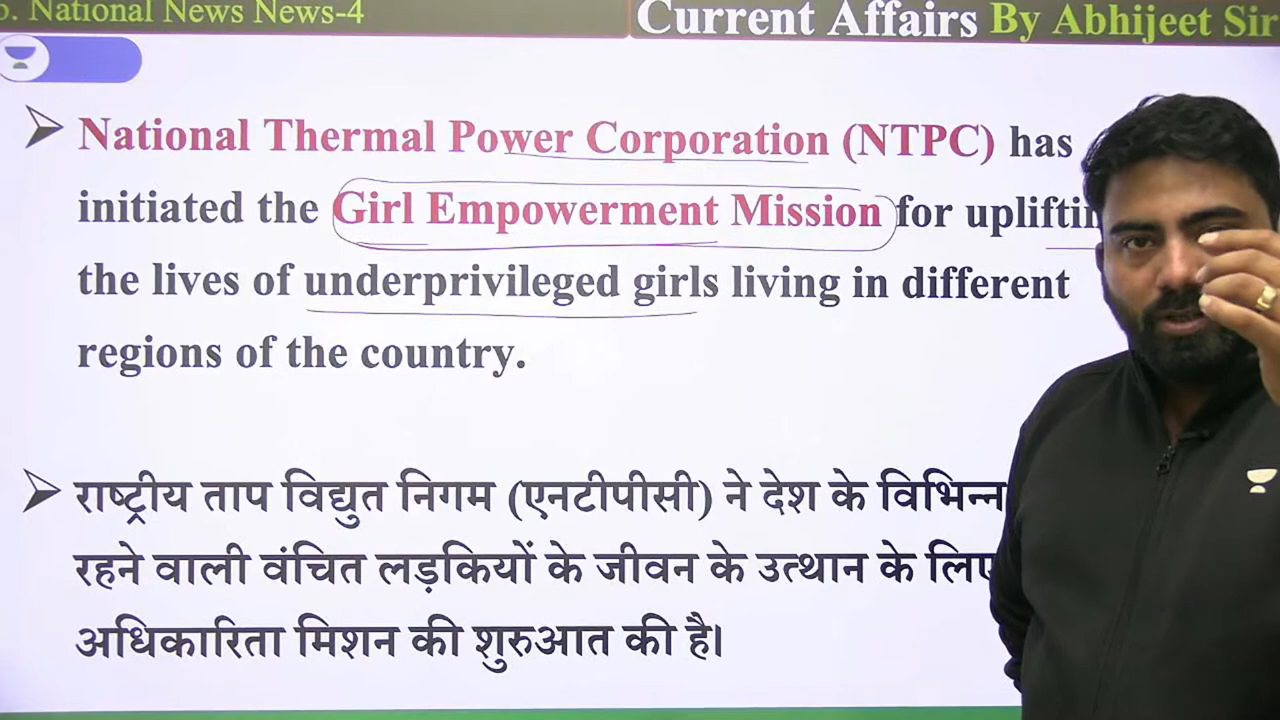 National News News-4
Current Affairs By Abhijeet Sir
National Thermal Power Corporation (NTPC) has
initiated the Girl Empowerment Mission for
the lives of underprivileged girls living in different
regions of the country.
राष्ट्रीय ताप विद्युत निगम (एनटीपीसी) ने देश के विभिन्न
रहने वाली वंचित लड़कियों के जीवन के उत्थान के लिए
अधिकारिता मिशन की शुरुआत की है।